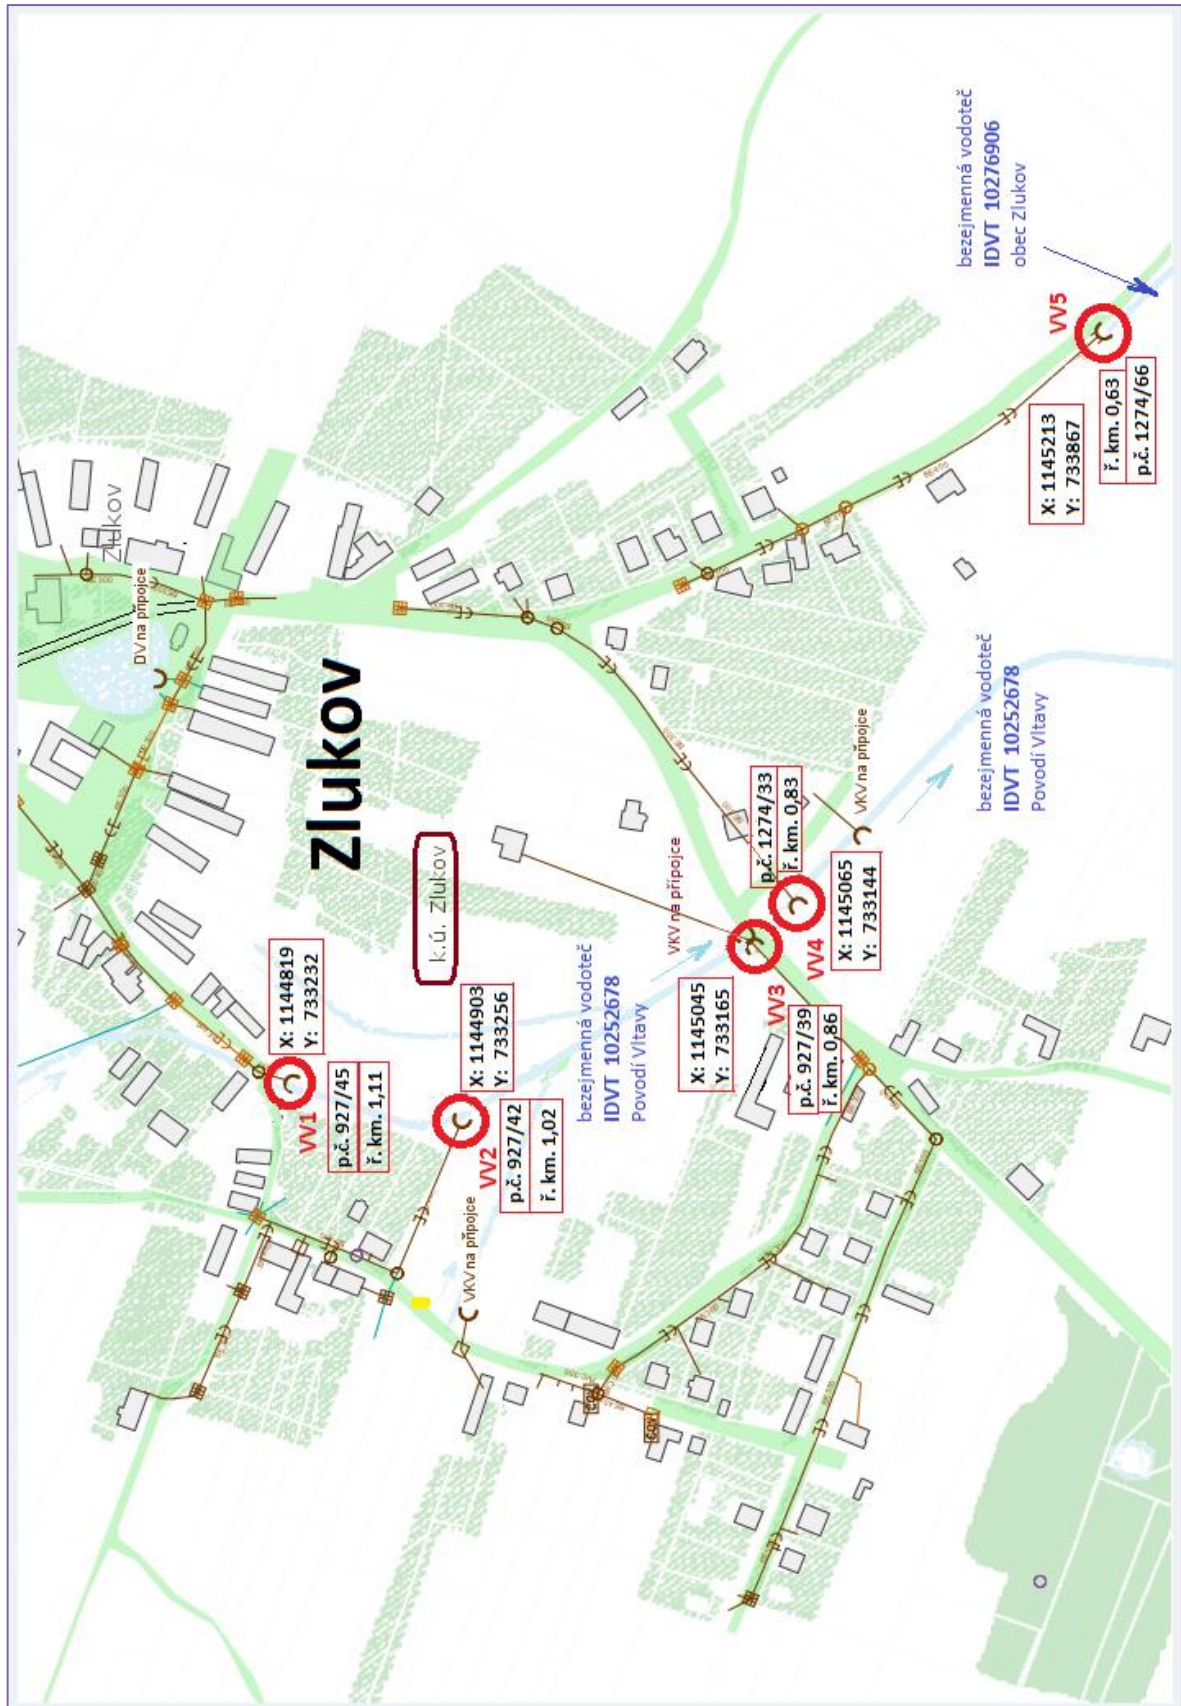 bezejmenná vodoteč
IDVT 10276906
obec Zlukov
VV5
X: 1145213
Y: 733867
ř. km. 0,63
p.č. 1274/66
Zlukov
DV na přípojce
Zlukov
k.ú. Zlukov
VKV na přípojce
bezejmenná vodoteč
IDVT 10252678
Povodí Vltavy
VKV na přípojce
p.č. 1274/33
ř. km. 0,83
VV4
X: 1145065
Y: 733144
X: 1145045
Y: 733165
VV3
p.č. 927/39
ř. km. 0,86
bezejmenná vodoteč
IDVT 10252678
Povodí Vltavy
X: 1144819
Y: 733232
VV1
p.č. 927/45
ř. km. 1,11
X: 1144903
Y: 733256
VV2
p.č. 927/42
ř. km. 1,02
VKV na přípojce